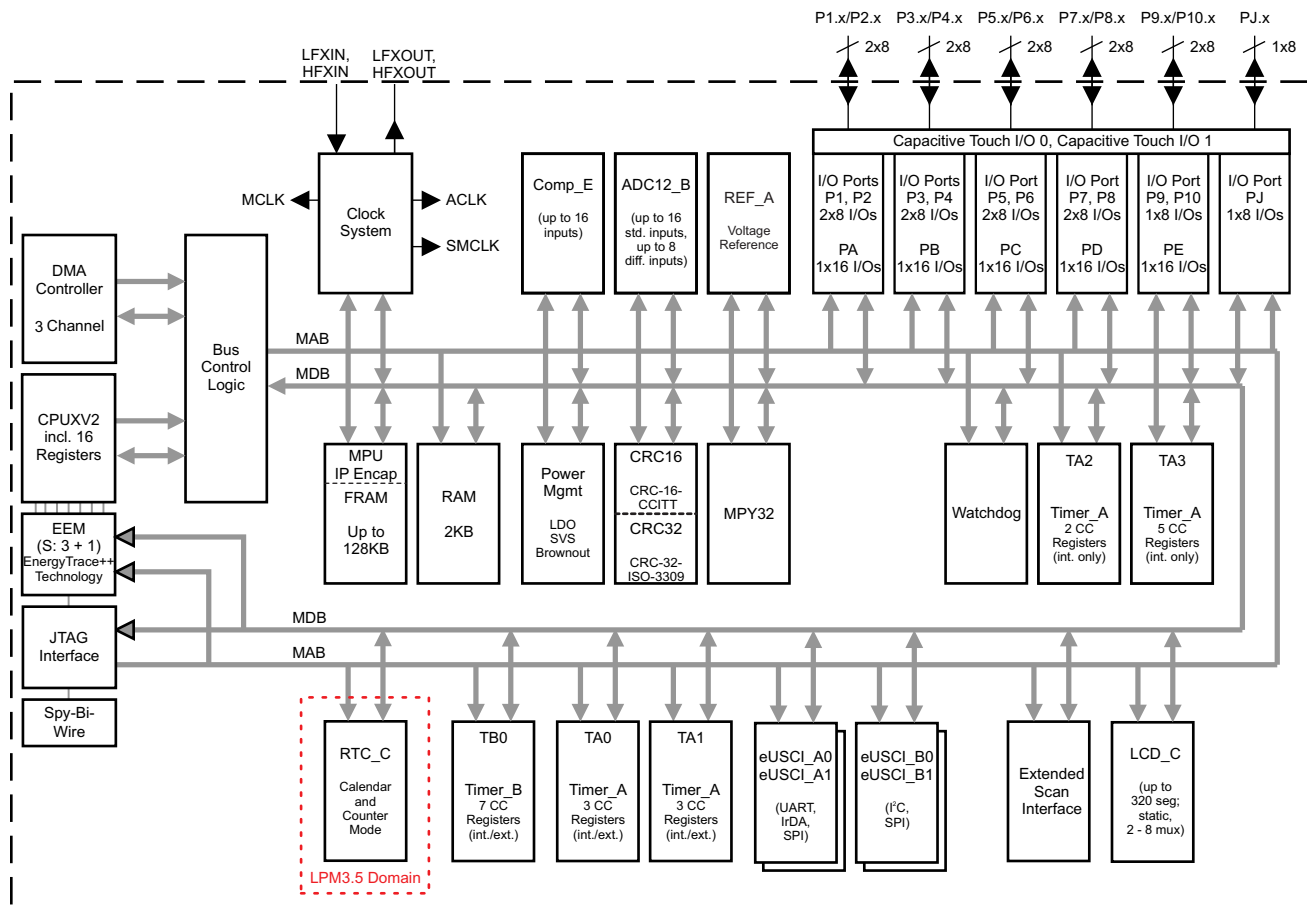 P1.x/P2.x P3.x/P4.x P5.x/P6.x P7.x/P8.x P9.x/P10.x PJ.x
2x8 2x8 2x8 2x8 2x8 1x8
LFXIN,
HFXIN
LFXOUT,
HFXOUT
Capacitive Touch I/O 0, Capacitive Touch I/O 1
MCLK
Clock
System
ACLK
SMCLK
Comp_E
(up to 16
inputs)
ADC12_B
(up to 16
std. inputs,
up to 8
diff. inputs)
REF_A
Voltage
Reference
I/O Ports
P1, P2
2x8 I/Os
PA
1x16 I/Os
I/O Ports
P3, P4
2x8 I/Os
PB
1x16 I/Os
I/O Port
P5, P6
2x8 I/Os
PC
1x16 I/Os
I/O Port
P7, P8
2x8 I/Os
PD
1x16 I/Os
I/O Port
P9, P10
1x8 I/Os
PE
1x16 I/Os
I/O Port
PJ
1x8 I/Os
DMA
Controller
3 Channel
Bus
Control
Logic
MAB
MDB
CPUXV2
incl. 16
Registers
EEM
(S: 3 + 1)
EnergyTrace++
Technology
JTAG
Interface
Spy-Bi-
Wire
MPU
IP Encap
FRAM
Up to
128KB
RAM
2KB
Power
Mgmt
LDO
SVS
Brownout
CRC16
CRC-16-
CCITT
CRC32
CRC-32-
ISO-3309
MPY32
Watchdog
TA2
Timer_A
2 CC
Registers
(int. only)
TA3
Timer_A
5 CC
Registers
(int. only)
MDB
MAB
RTC_C
Calendar
and
Counter
Mode
LPM3.5 Domain
TB0
Timer_B
7 CC
Registers
(int./ext.)
TA0
Timer_A
3 CC
Registers
(int./ext.)
TA1
Timer_A
3 CC
Registers
(int./ext.)
eUSCI_A0
eUSCI_A1
(UART,
IrDA,
SPI)
eUSCI_B0
eUSCI_B1
(I²C,
SPI)
Extended
Scan
Interface
LCD_C
(up to
320 seg;
static,
2 - 8 mux)